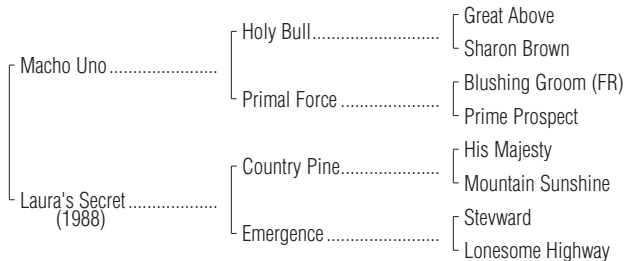 Great Above
Holy Bull
Sharon Brown
Macho Uno
Blushing Groom (FR)
Primal Force
Prime Prospect
His Majesty
Country Pine
Mountain Sunshine
Laura's Secret
(1988)
Stevward
Emergence
Lonesome Highway